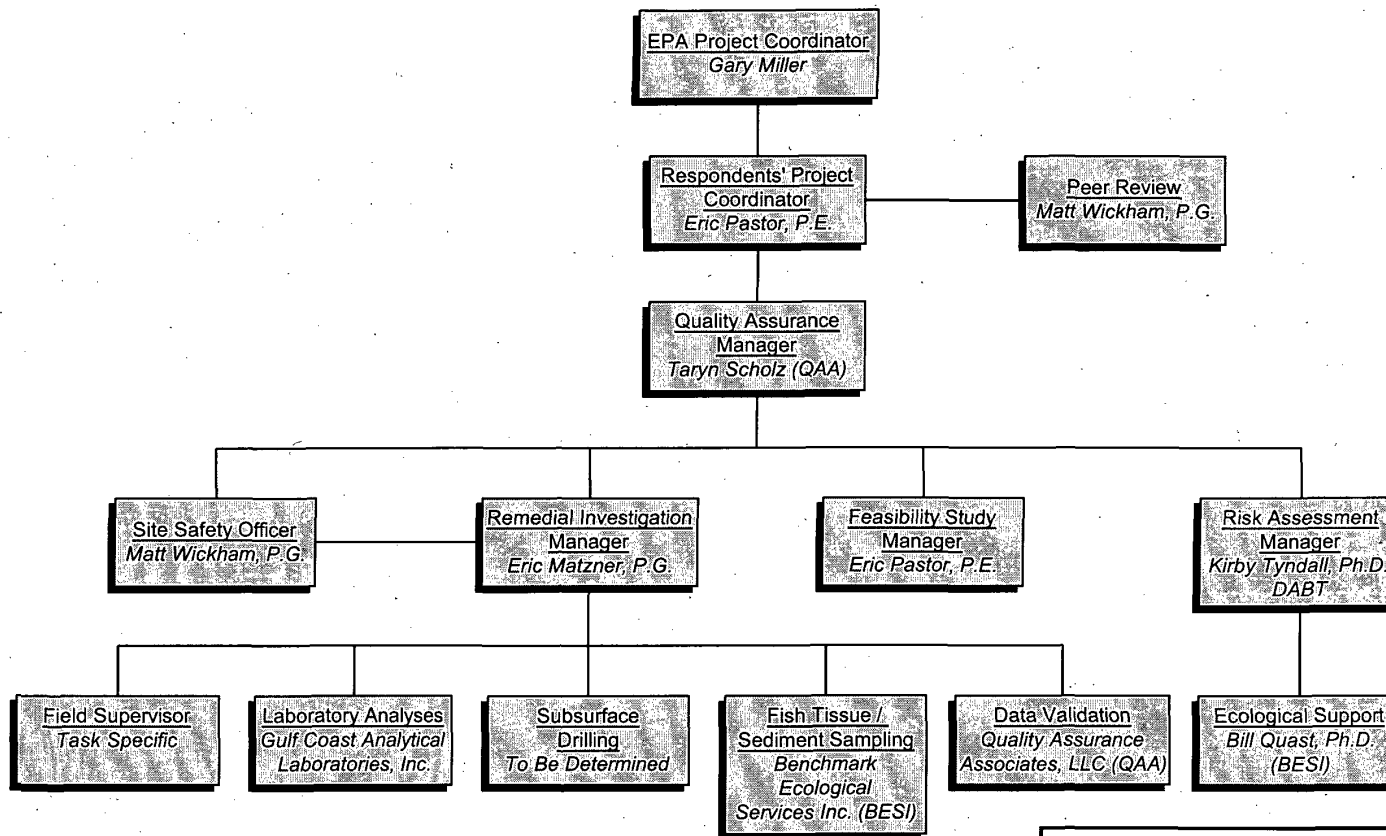 EPA Project Coordinator
Gary Miller
Respondents' Project
Coordinator
Eric Pastor, P.E.
Peer Review
Matt Wickham, P.G.
Quality Assurance
Manager
Taryn Scholz (QAA)
Site Safety Officer
Matt Wickham, P.G.
Remedial Investigation
Manager
Eric Matzner, P.G.
Feasibility Study
Manager
Eric Pastor, P.E.
Risk Assessment
Manager
Kirby Tyndall, Ph.D.
DABT
Field Supervisor
Task Specific
Laboratory Analyses
Gulf Coast Analytical
Laboratories, Inc.
Subsurface
Drilling
To Be Determined
Fish Tissue /
Sediment Sampling
Benchmark
Ecological
Services Inc. (BESI)
Data Validation
Quality Assurance
Associates, LLC (QAA)
Ecological Support
Bill Quast, Ph.D.
(BESI)